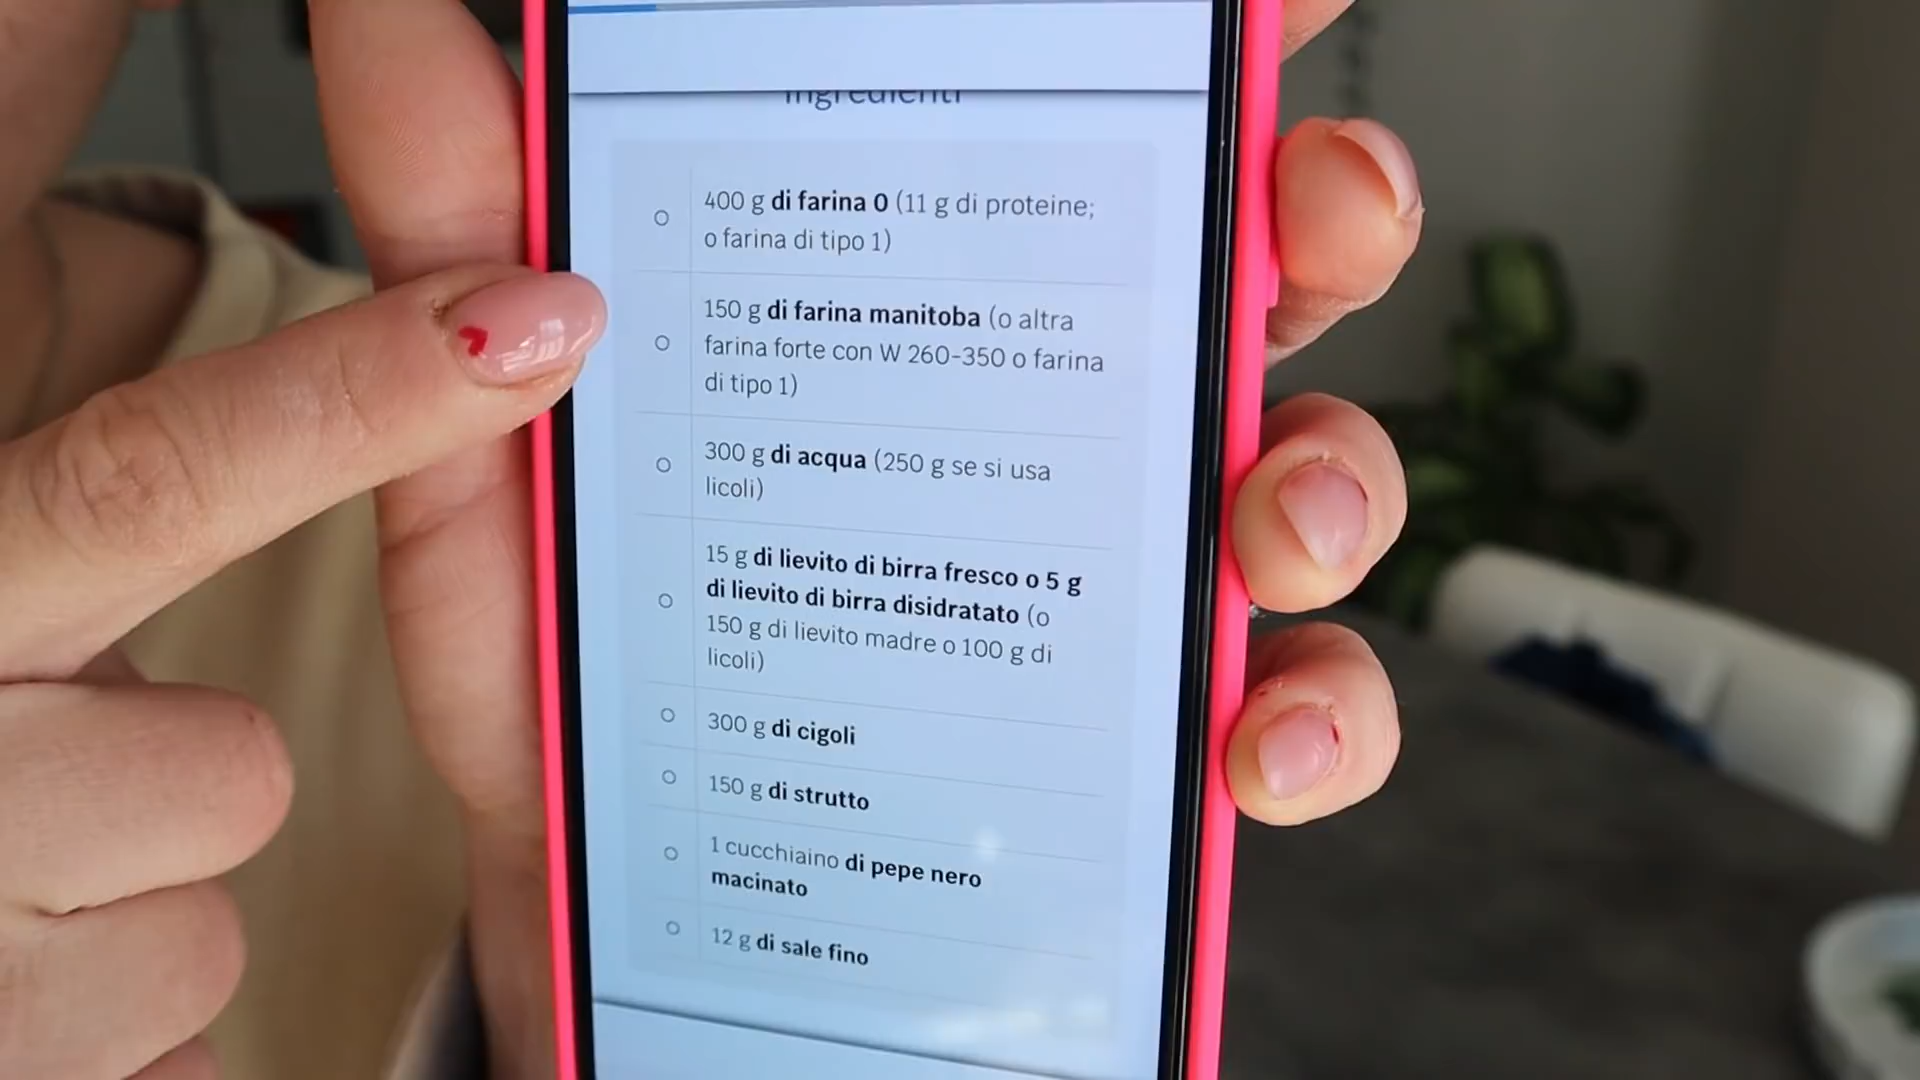 Ingredienti
400 g di farina 0 (11 g di proteine;
o farina di tipo 1)
150 g di farina manitoba (o altra
farina forte con W 260-350 o farina
di tipo 1)
300 g di acqua (250 g se si usa
licoli)
15 g di lievito di birra fresco o 5 g
di lievito di birra disidratato (o
150 g di lievito madre o 100 g di
licoli)
300 g di cigoli
150 g di strutto
1 cucchiaino di pepe nero
macinato
12 g di sale fino